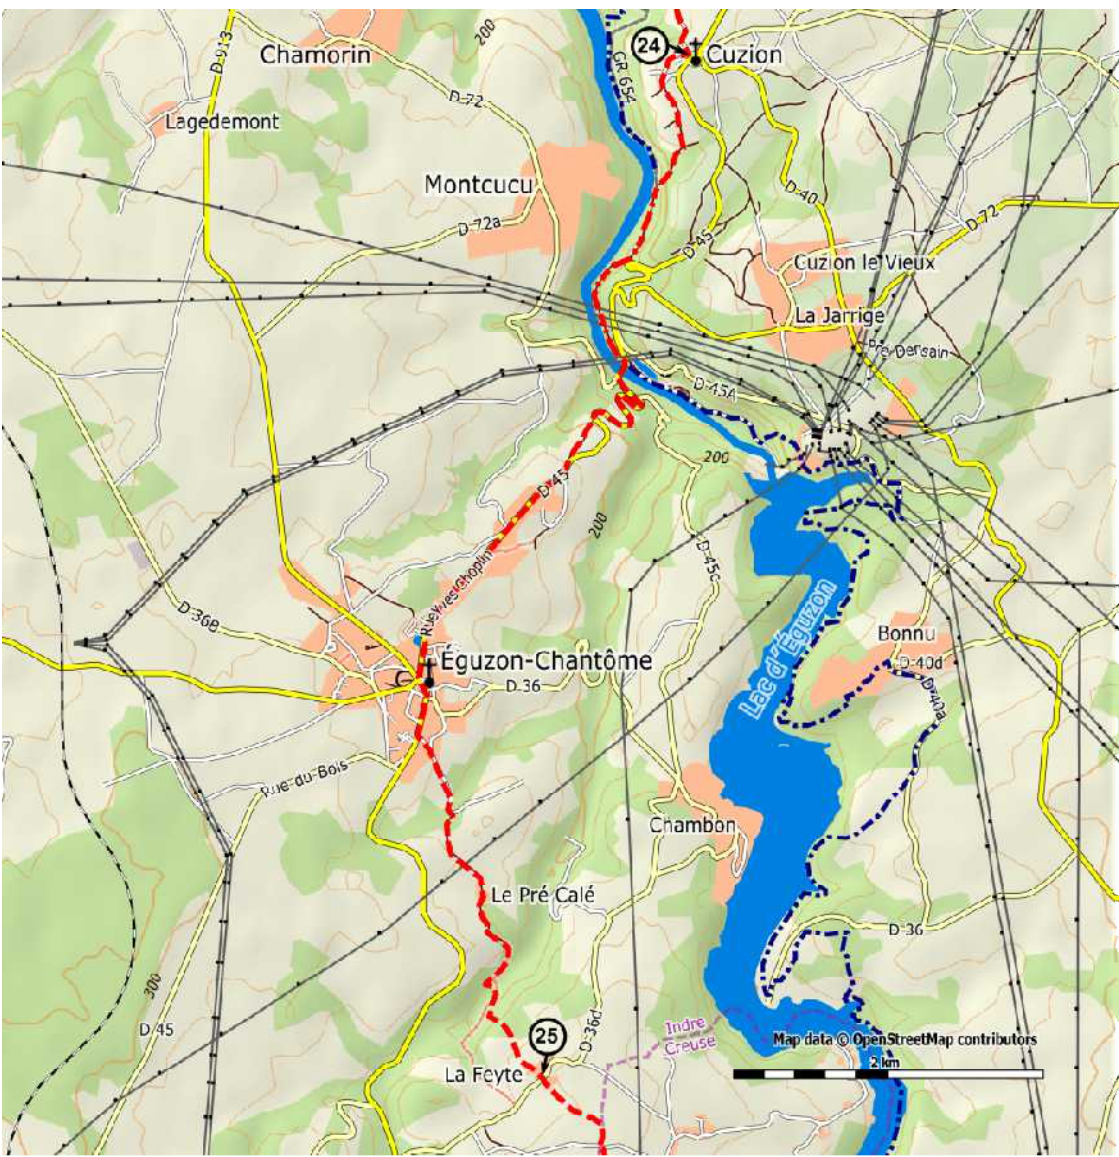 200
24
Cuzion
Chamorin
D 913
GR 654
D-72
Lagedemont
Montcucu
D-40
D-72
D 72a
D-45
Cuzion le Vieux
La Jarrige
D-45A
200
D-45
200
D-45c
Rue Yves Choplin
Lac d'Éguzon
D-36B
Bonnu
D-40d
Éguzon-Chantôme
D-36
D-40a
Rue du Bois
Chambon
Le Pré Calé
D-36
300
D-45
25
D-36d
Indre
Creuse
Map data © OpenStreetMap contributors
La Feyte
2 km